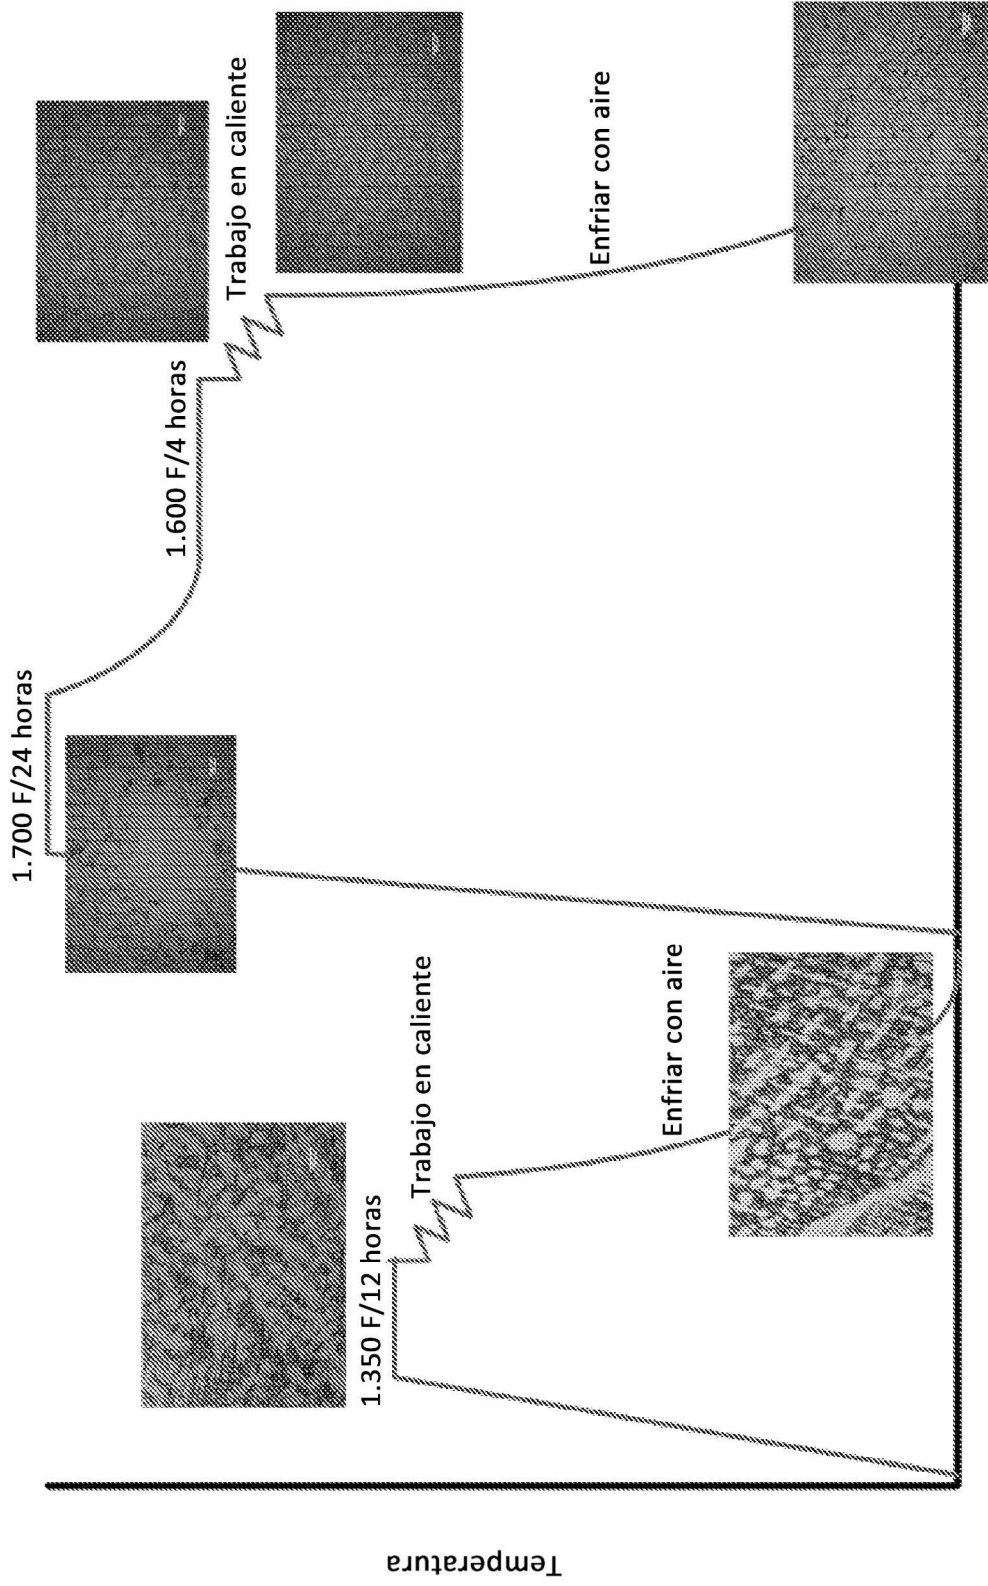 Temperatura
1.350 F/12 horas
Trabajo en caliente
Enfriar con aire
1.700 F/24 horas
1.600 F/4 horas
Trabajo en caliente
Enfriar con aire